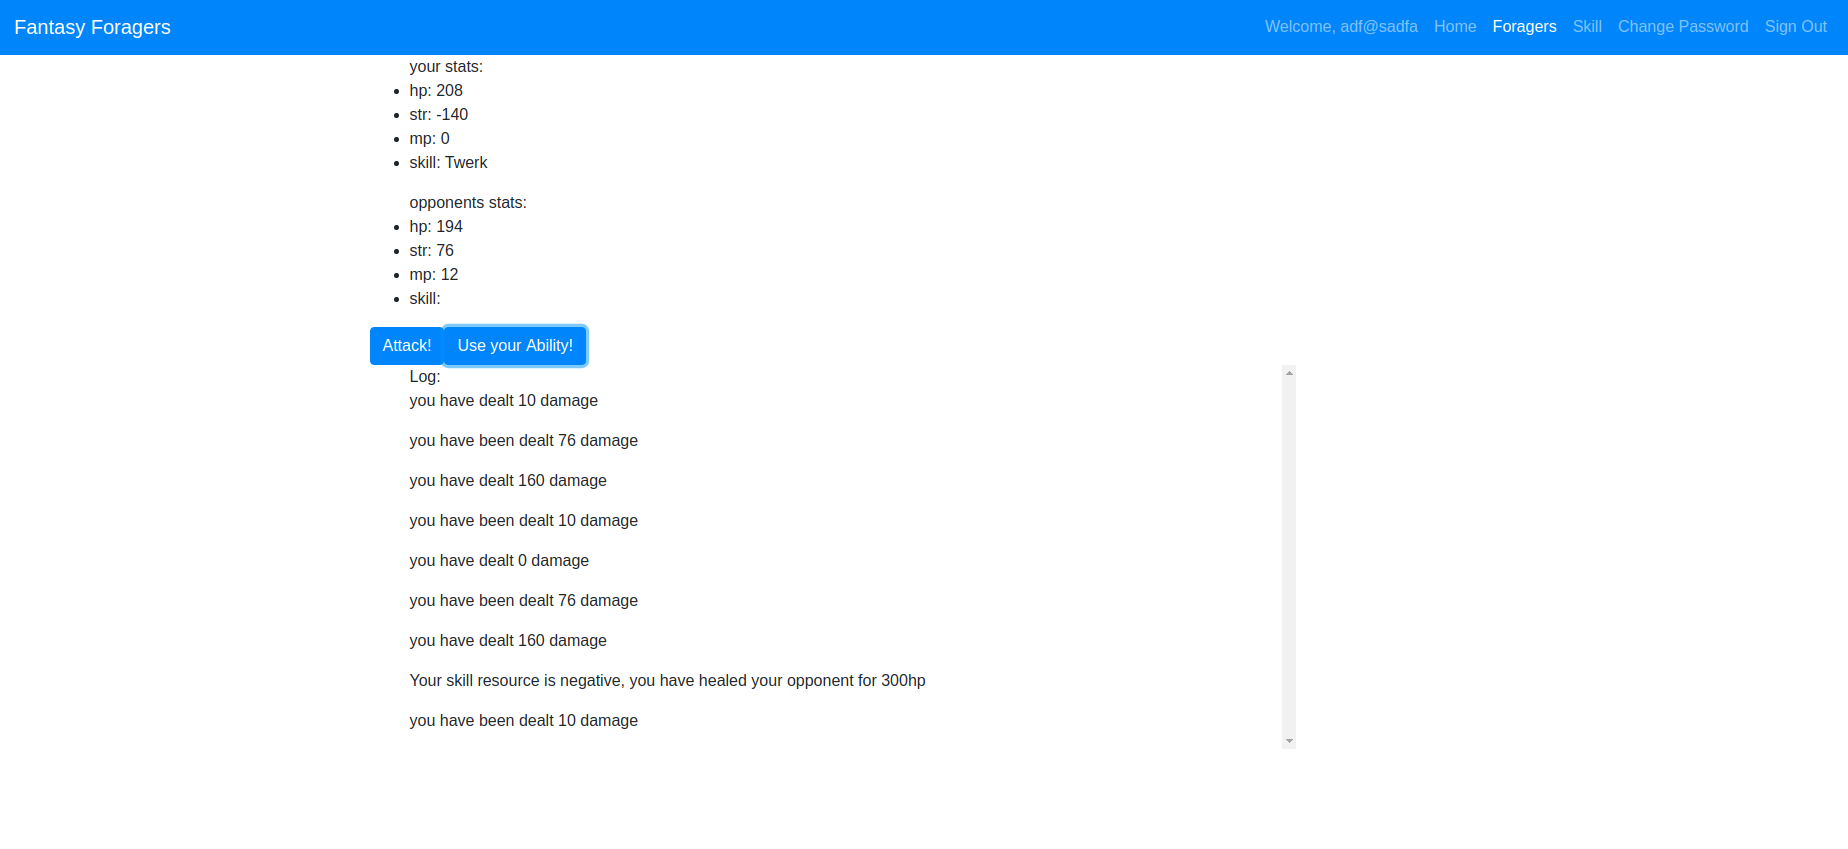 Fantasy Foragers
Welcome, adf@sadfa Home Foragers Skill Change Password Sign Out
your stats:
hp: 208
str: -140
mp: 0
skill: Twerk
opponents stats:
hp: 194
str: 76
mp: 12
skill:
Attack! Use your Ability!
Log:
you have dealt 10 damage
you have been dealt 76 damage
you have dealt 160 damage
you have been dealt 10 damage
you have dealt 0 damage
you have been dealt 76 damage
you have dealt 160 damage
Your skill resource is negative, you have healed your opponent for 300hp
you have been dealt 10 damage